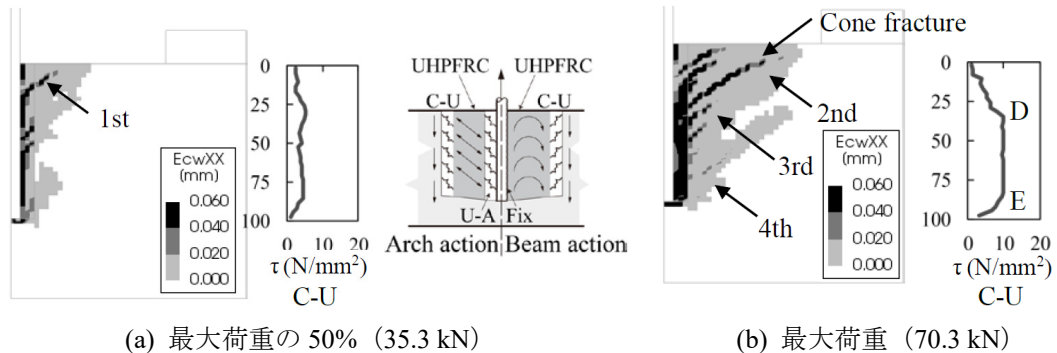 1st
EcwXX
(mm)
0.060
0.040
0.020
0.000
0
25
50
75
100
0 10 20
τ (N/mm²)
C-U
UHPFRC UHPFRC
C-U C-U
U-A Fix
Arch action Beam action
(a) 最大荷重の 50%（35.3 kN）
Cone fracture
2nd
3rd
4th
EcwXX
(mm)
0.060
0.040
0.020
0.000
0
25
50
75
100
D
E
0 10 20
τ (N/mm²)
C-U
(b) 最大荷重（70.3 kN）